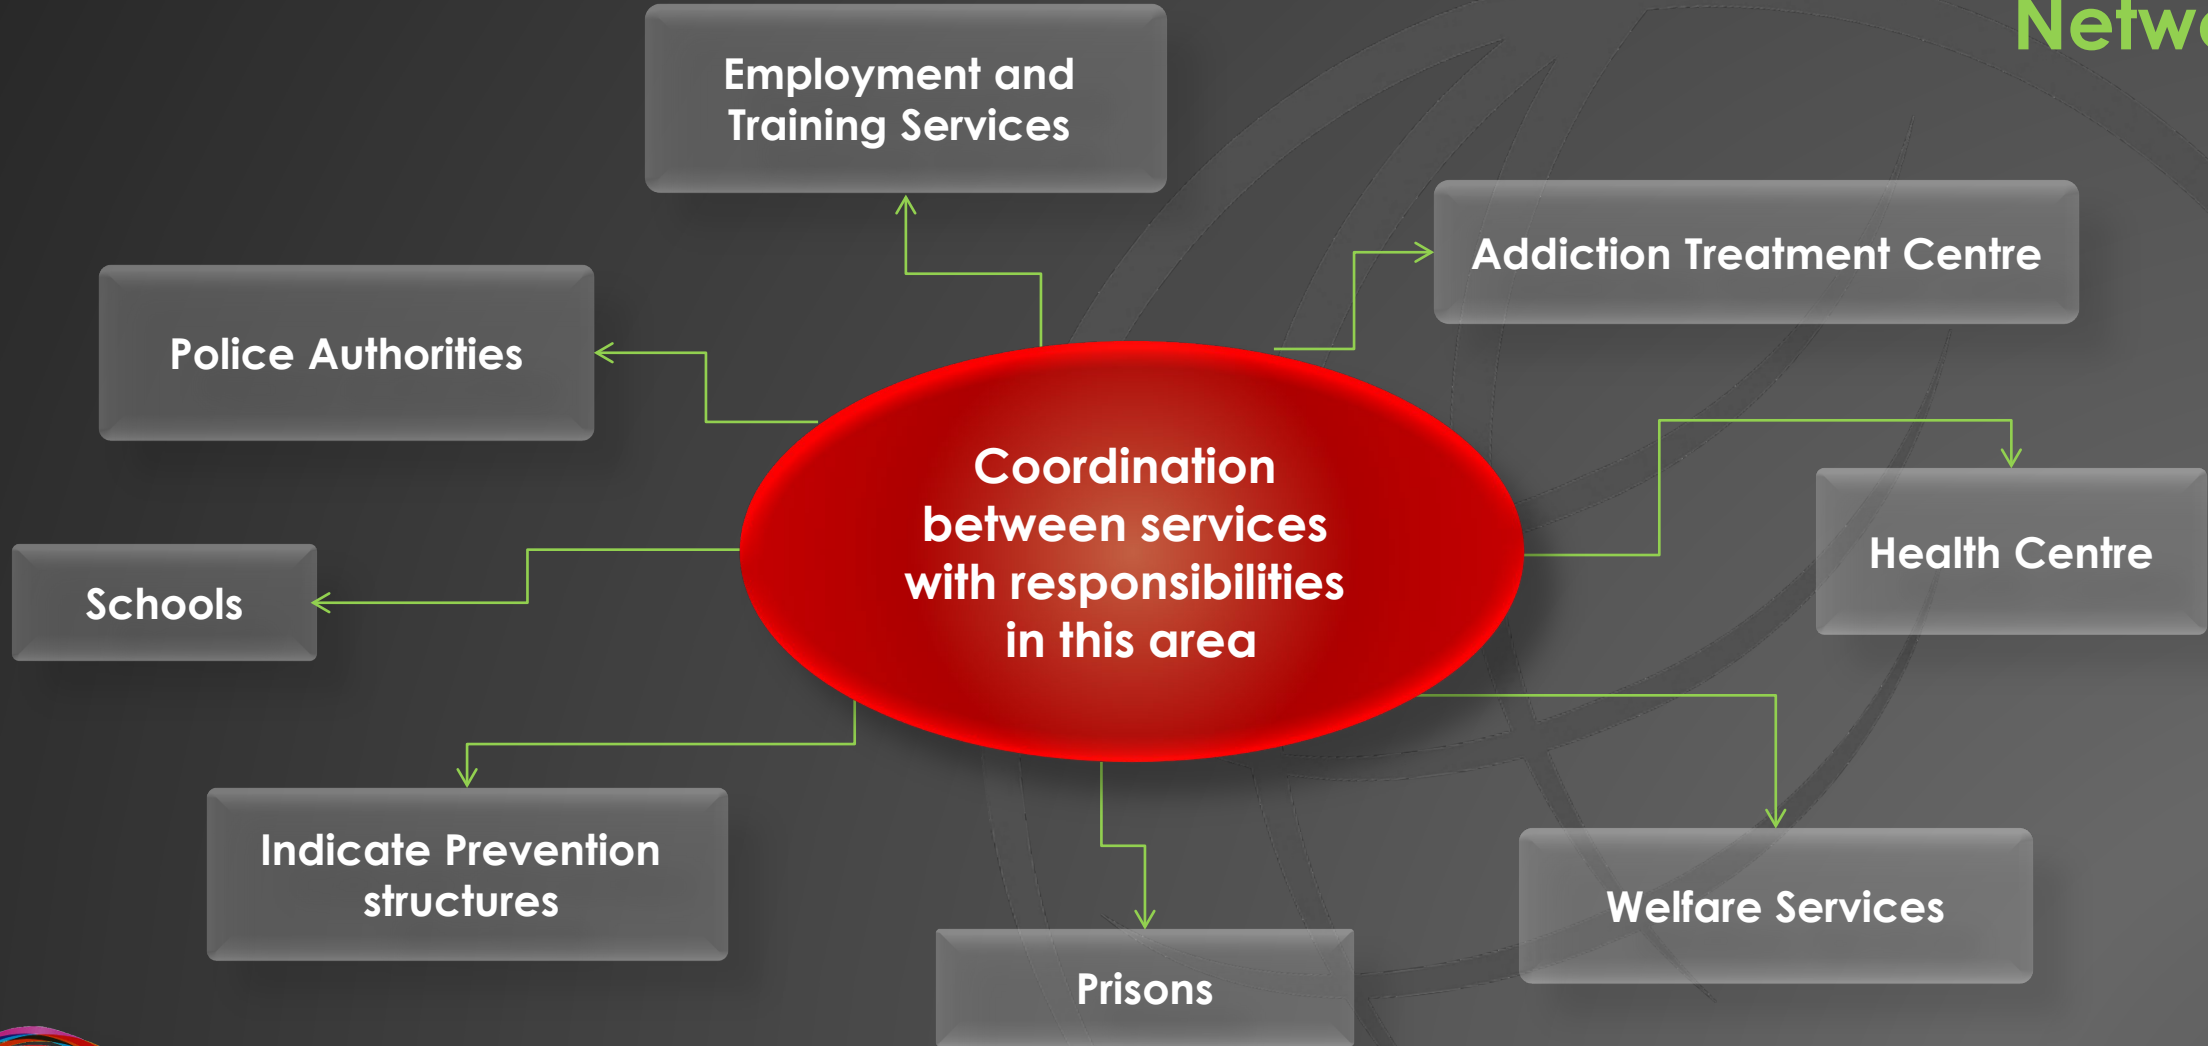 Employment and
Training Services
Addiction Treatment Centre
Police Authorities
Coordination
between services
with responsibilities
in this area
Health Centre
Schools
Indicate Prevention
structures
Welfare Services
Prisons